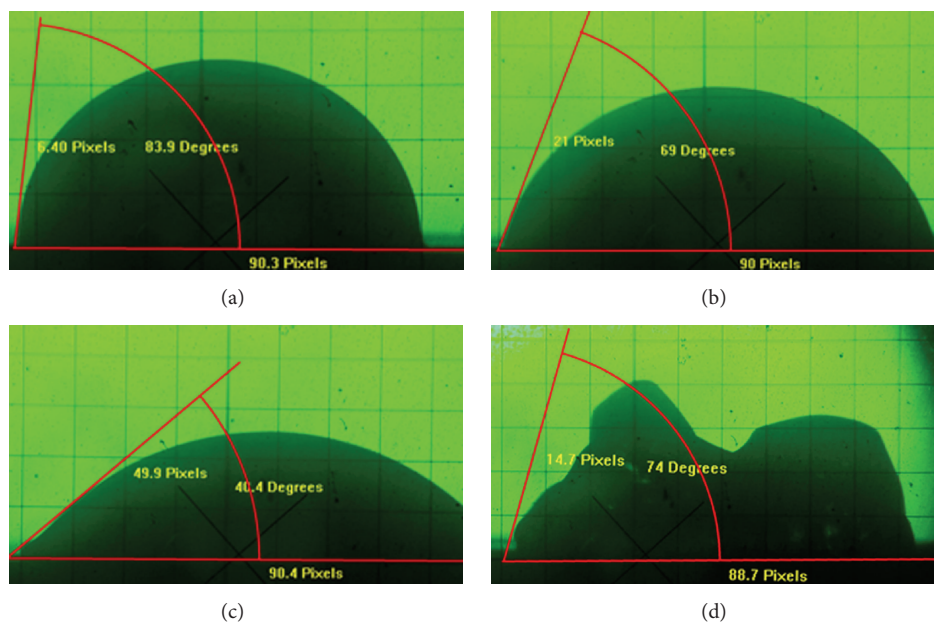 6.40 Pixels
83.9 Degrees
90.3 Pixels
(a)
21 Pixels
69 Degrees
90 Pixels
(b)
49.9 Pixels
40.4 Degrees
90.4 Pixels
(c)
14.7 Pixels
74 Degrees
88.7 Pixels
(d)